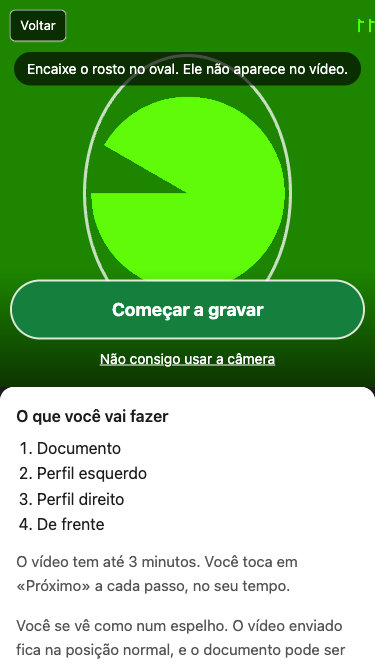 Voltar
Encaixe o rosto no oval. Ele não aparece no vídeo.
Começar a gravar
Não consigo usar a câmera
O que você vai fazer
1. Documento
2. Perfil esquerdo
3. Perfil direito
4. De frente
O vídeo tem até 3 minutos. Você toca em
«Próximo» a cada passo, no seu tempo.
Você se vê como num espelho. O vídeo enviado
fica na posição normal, e o documento pode ser